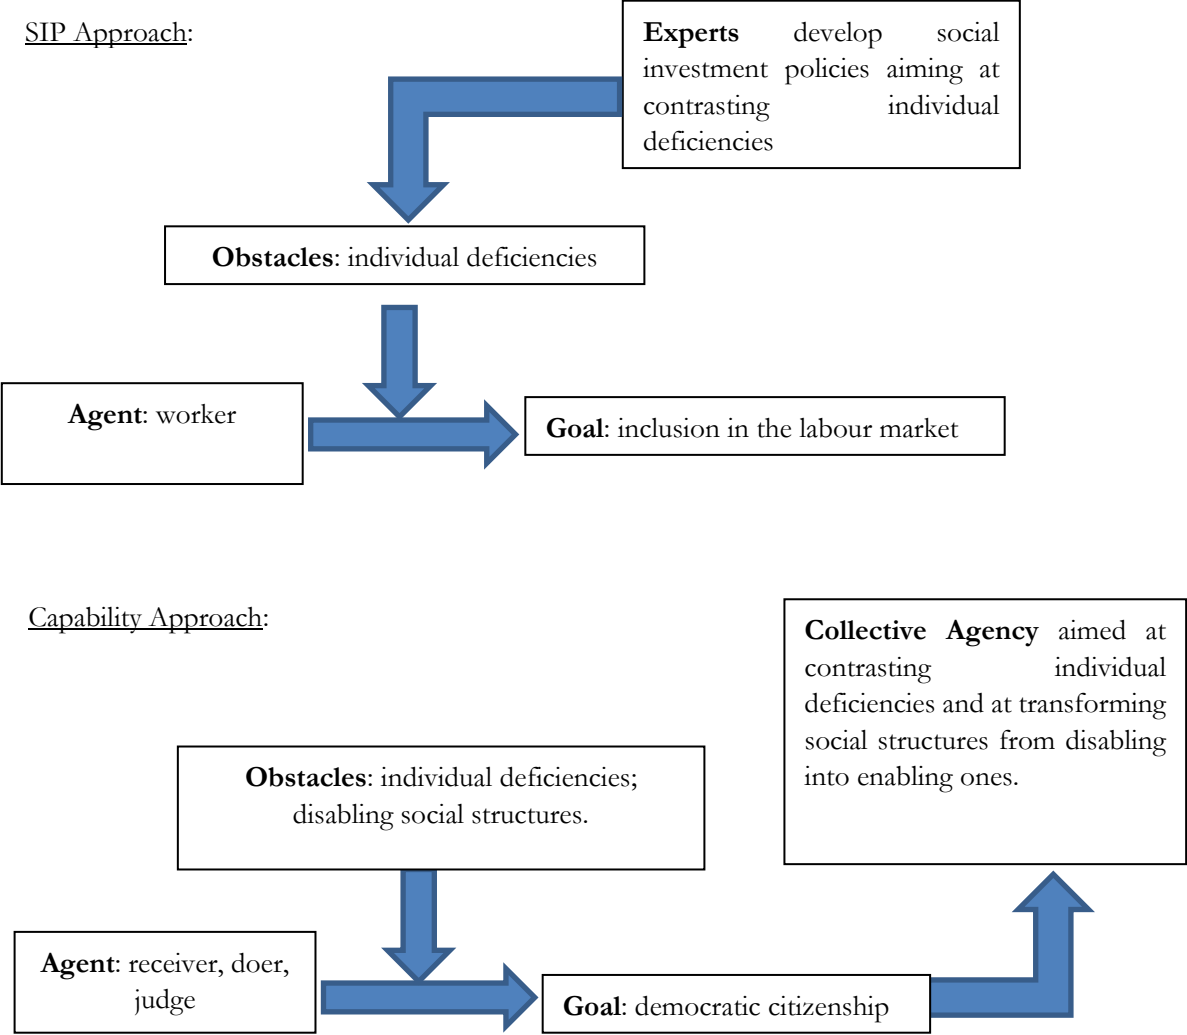 SIP Approach:
Experts develop social
investment policies aiming at
contrasting individual
deficiencies
Obstacles: individual deficiencies
Agent: worker
Goal: inclusion in the labour market
Capability Approach:
Collective Agency aimed at
contrasting individual
deficiencies and at transforming
social structures from disabling
into enabling ones.
Obstacles: individual deficiencies;
disabling social structures.
Agent: receiver, doer,
judge
Goal: democratic citizenship